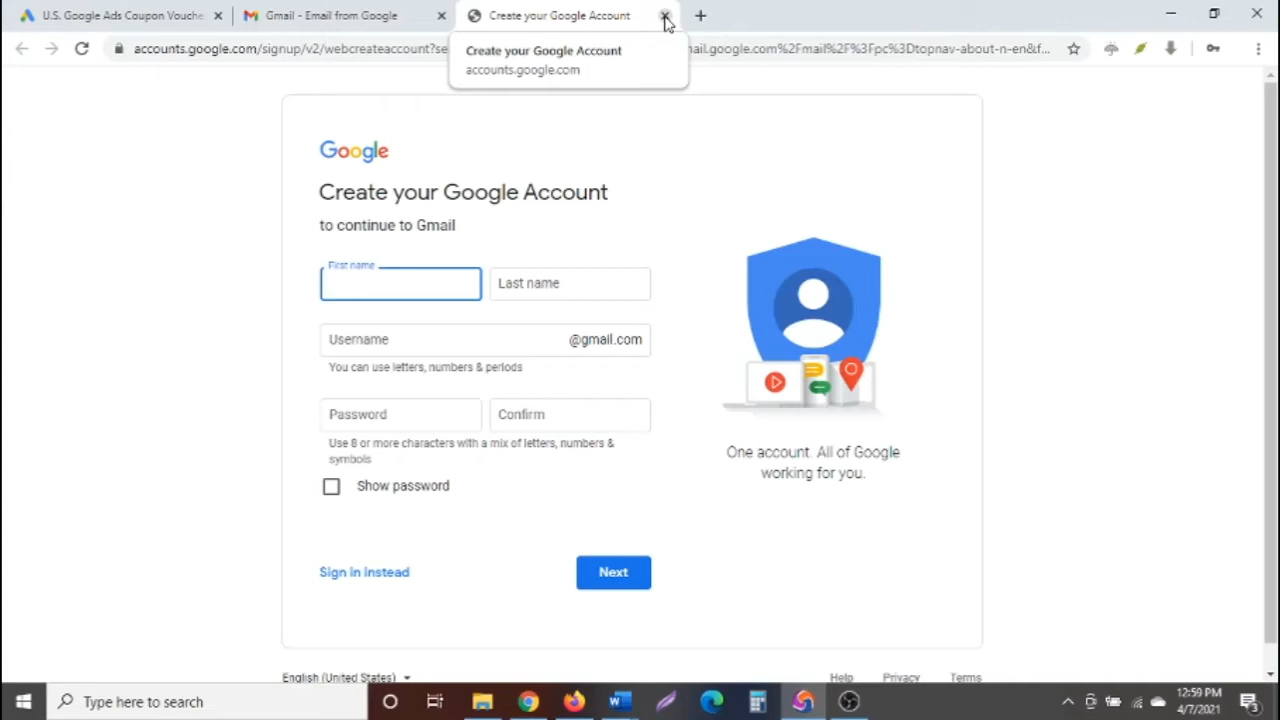 U.S. Google Ads Coupon Vouche
Gmail - Email from Google
Create your Google Account
accounts.google.com/signup/v2/webcreateaccount?se
ail.google.com%2Fmail%2F%3Fpc%3Dtopnav-about-n-en&f...
Create your Google Account
accounts.google.com
Google
Create your Google Account
to continue to Gmail
First name
Last name
Username
@gmail.com
You can use letters, numbers & periods
Password
Confirm
Use 8 or more characters with a mix of letters, numbers &
symbols
Show password
One account. All of Google
working for you.
Sign in instead
Next
English (United States)
Help
Privacy
Terms
Type here to search
12:59 PM
4/7/2021
3